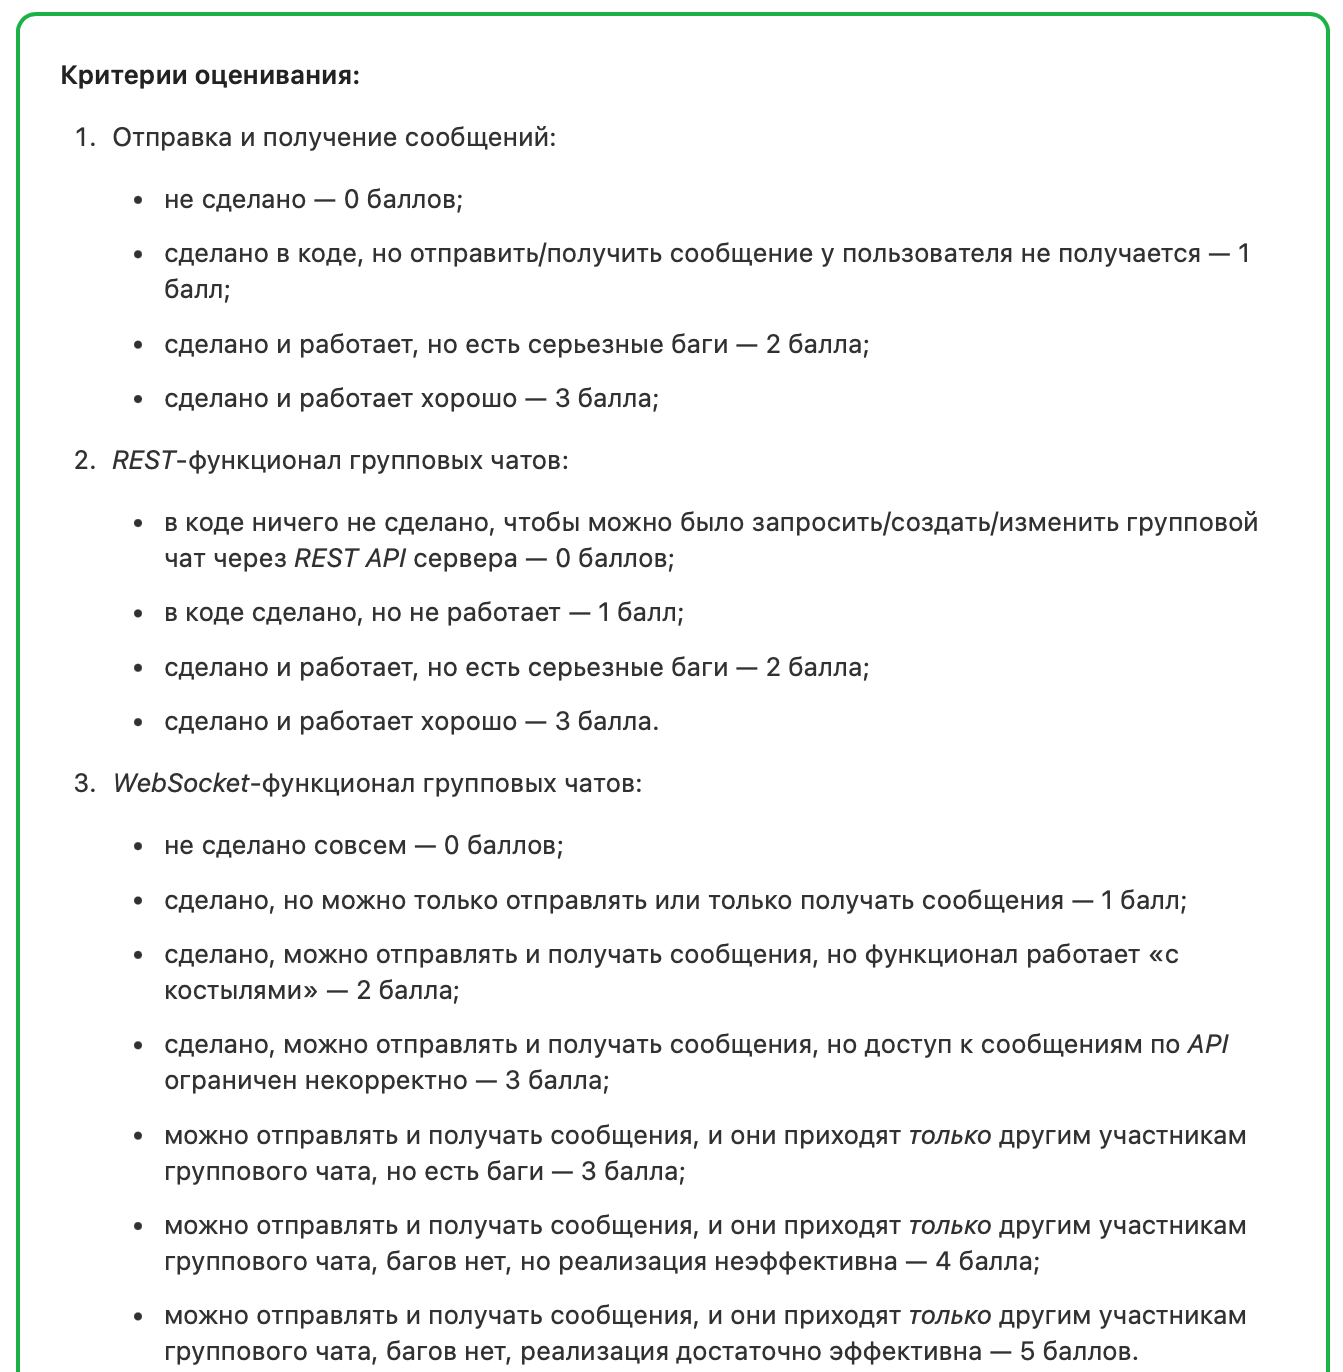 Критерии оценивания:
1. Отправка и получение сообщений:
• не сделано — 0 баллов;
• сделано в коде, но отправить/получить сообщение у пользователя не получается — 1
балл;
• сделано и работает, но есть серьезные баги — 2 балла;
• сделано и работает хорошо — 3 балла;
2. REST-функционал групповых чатов:
• в коде ничего не сделано, чтобы можно было запросить/создать/изменить групповой
чат через REST API сервера — 0 баллов;
• в коде сделано, но не работает — 1 балл;
• сделано и работает, но есть серьезные баги — 2 балла;
• сделано и работает хорошо — 3 балла.
3. WebSocket-функционал групповых чатов:
• не сделано совсем — 0 баллов;
• сделано, но можно только отправлять или только получать сообщения — 1 балл;
• сделано, можно отправлять и получать сообщения, но функционал работает «с
костылями» — 2 балла;
• сделано, можно отправлять и получать сообщения, но доступ к сообщениям по API
ограничен некорректно — 3 балла;
• можно отправлять и получать сообщения, и они приходят только другим участникам
группового чата, но есть баги — 3 балла;
• можно отправлять и получать сообщения, и они приходят только другим участникам
группового чата, багов нет, но реализация неэффективна — 4 балла;
• можно отправлять и получать сообщения, и они приходят только другим участникам
группового чата, багов нет, реализация достаточно эффективна — 5 баллов.